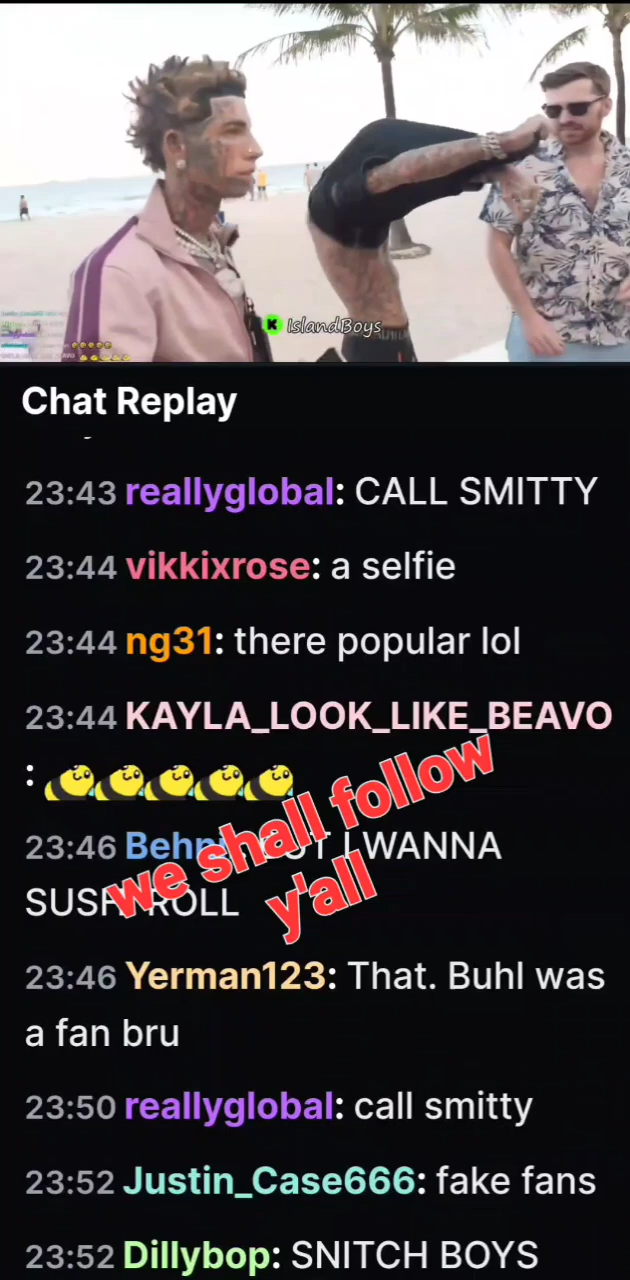 IslandBoys
Chat Replay
23:43 reallyglobal: CALL SMITTY
23:44 vikkixrose: a selfie
23:44 ng31: there popular lol
23:44 KAYLA_LOOK_LIKE_BEAVO
:
we shall follow
y'all
23:46 WANNA
ROLL
23:46 Yerman123: That. Buhl was
a fan bru
23:50 reallyglobal: call smitty
23:52 Justin_Case666: fake fans
23:52 Dillybop: SNITCH BOYS